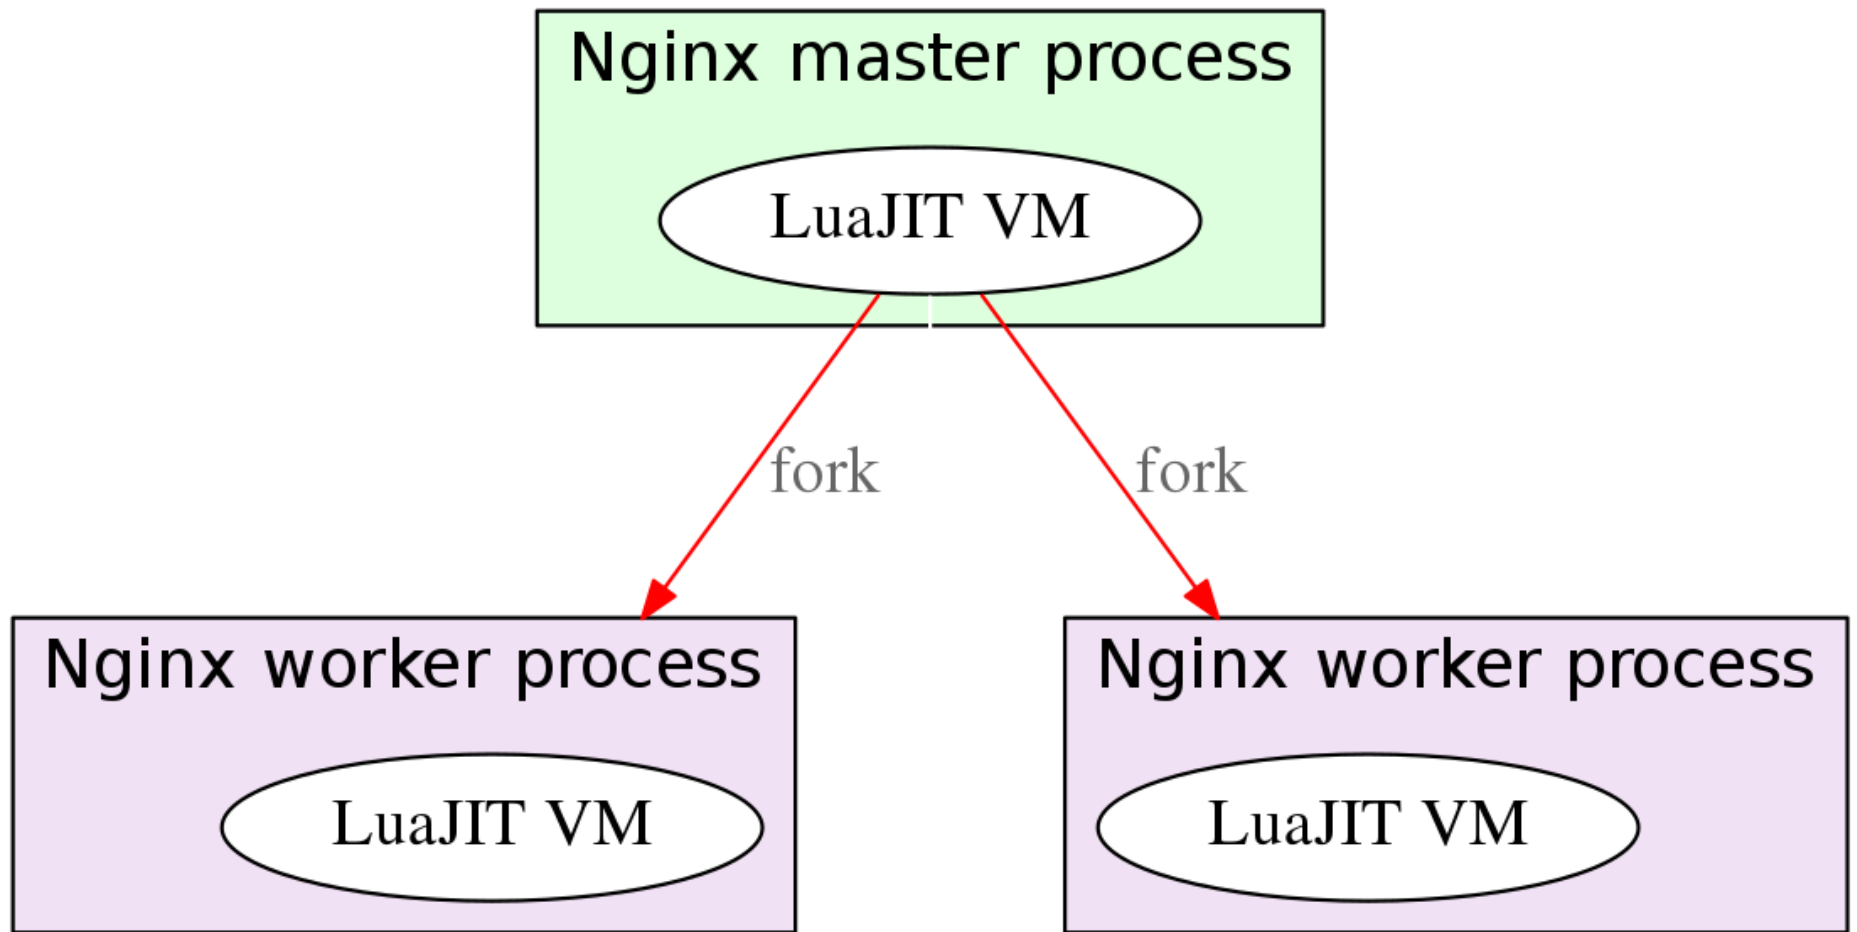 Nginx master process
LuaJIT VM
fork
fork
Nginx worker process
Nginx worker process
LuaJIT VM
LuaJIT VM